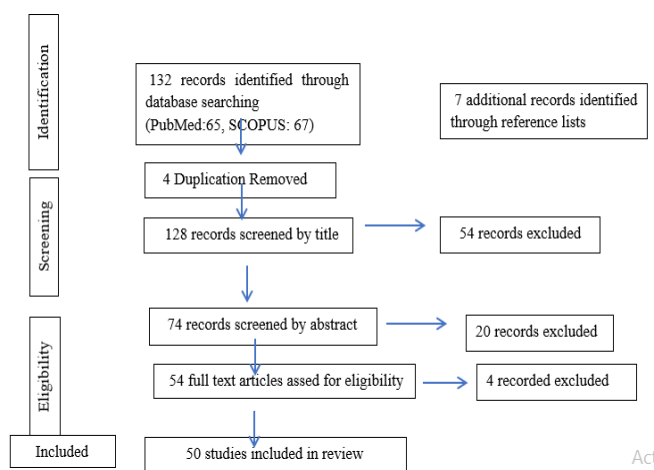 Identification
132 records identified through
database searching
(PubMed:65, SCOPUS: 67)
7 additional records identified
through reference lists
4 Duplication Removed
Screening
128 records screened by title
54 records excluded
74 records screened by abstract
20 records excluded
Eligibility
54 full text articles assed for eligibility
4 recorded excluded
Included
50 studies included in review
Act